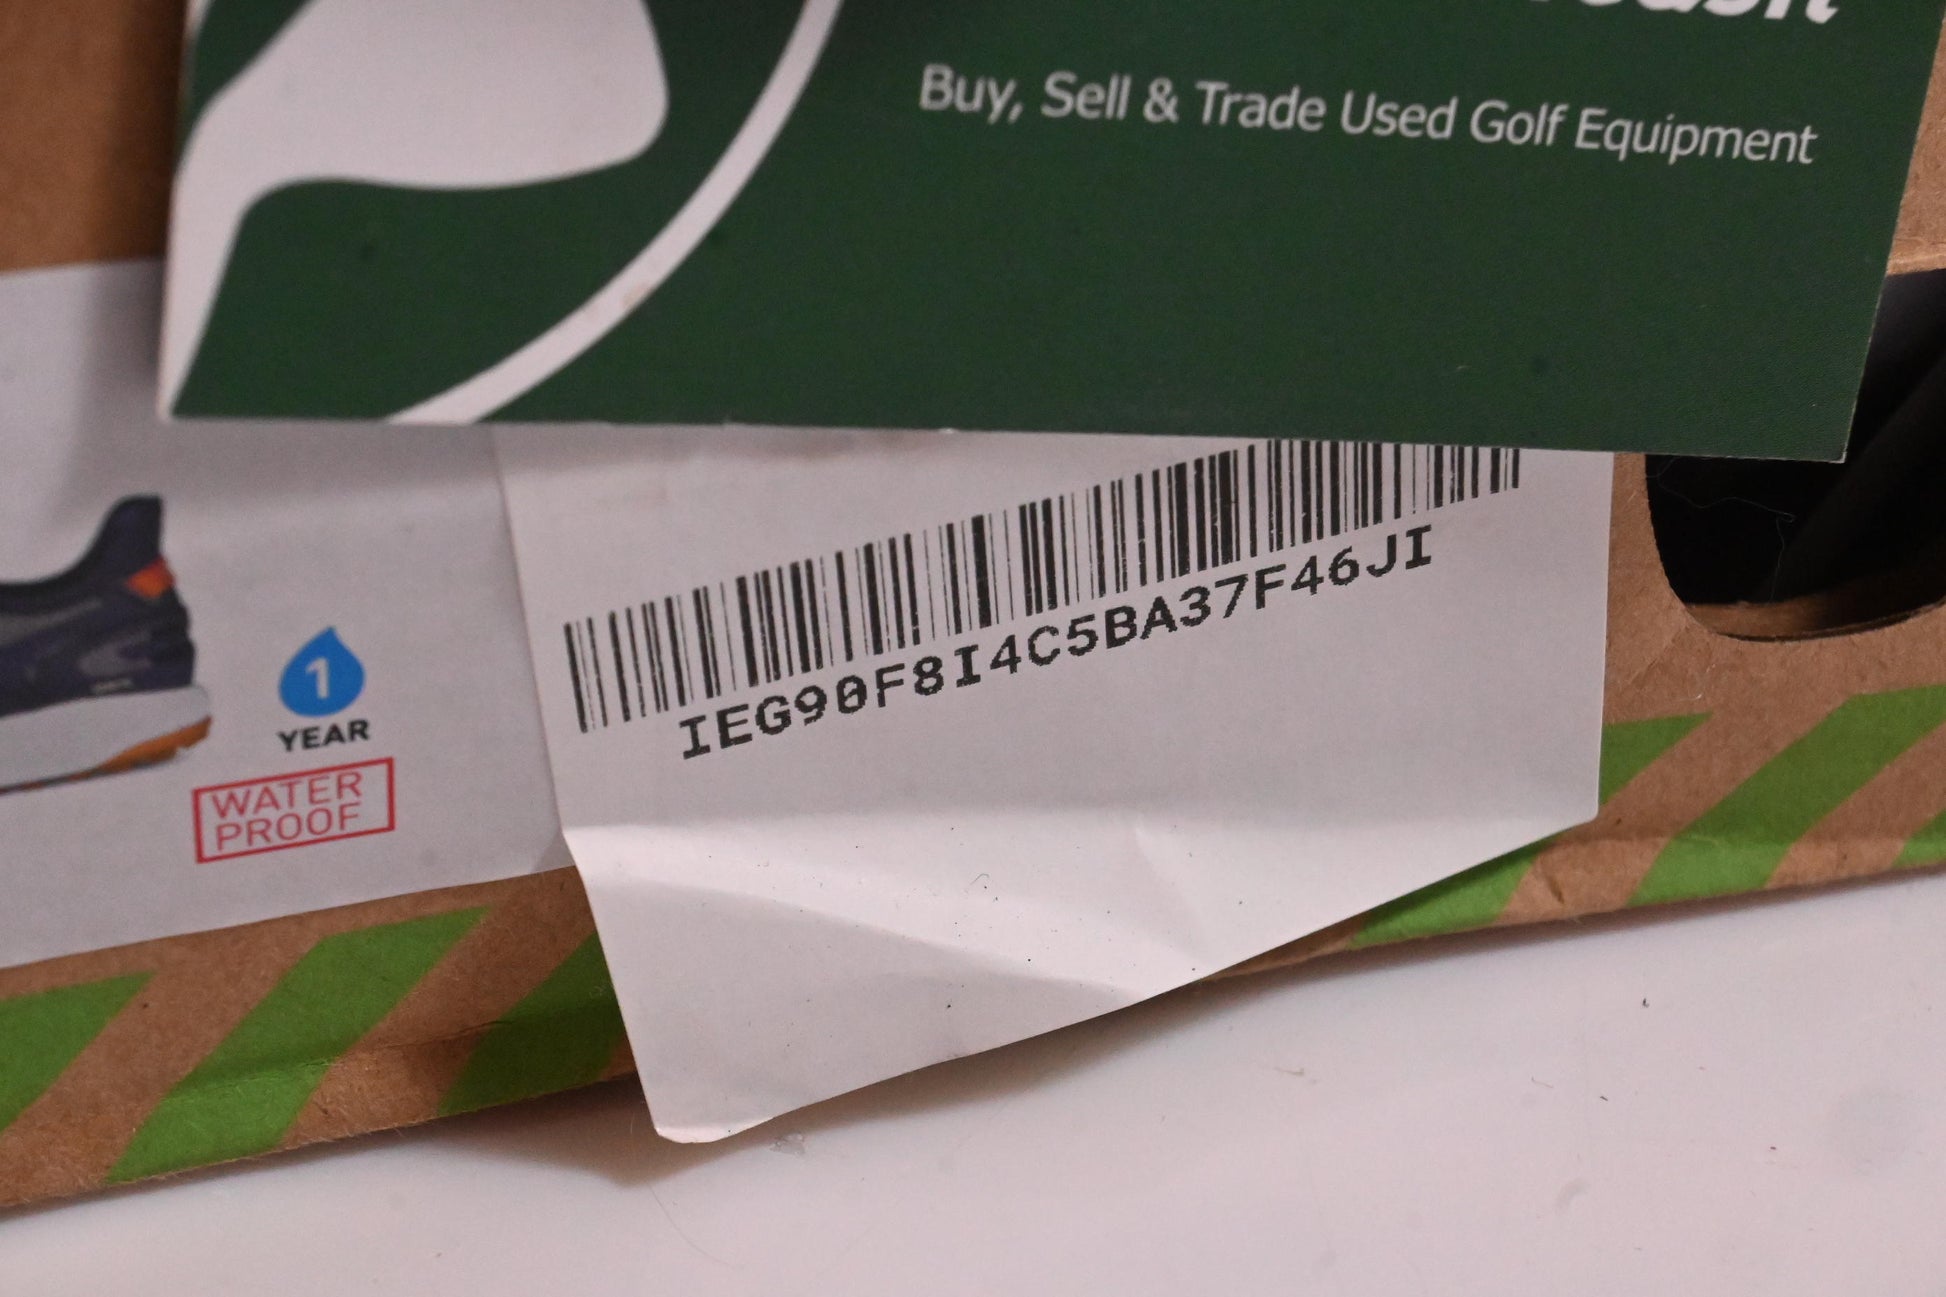 Buy, Sell & Trade Used Golf Equipment
IEG90F8I4C5BA37F46JI
1
YEAR
WATER
PROOF